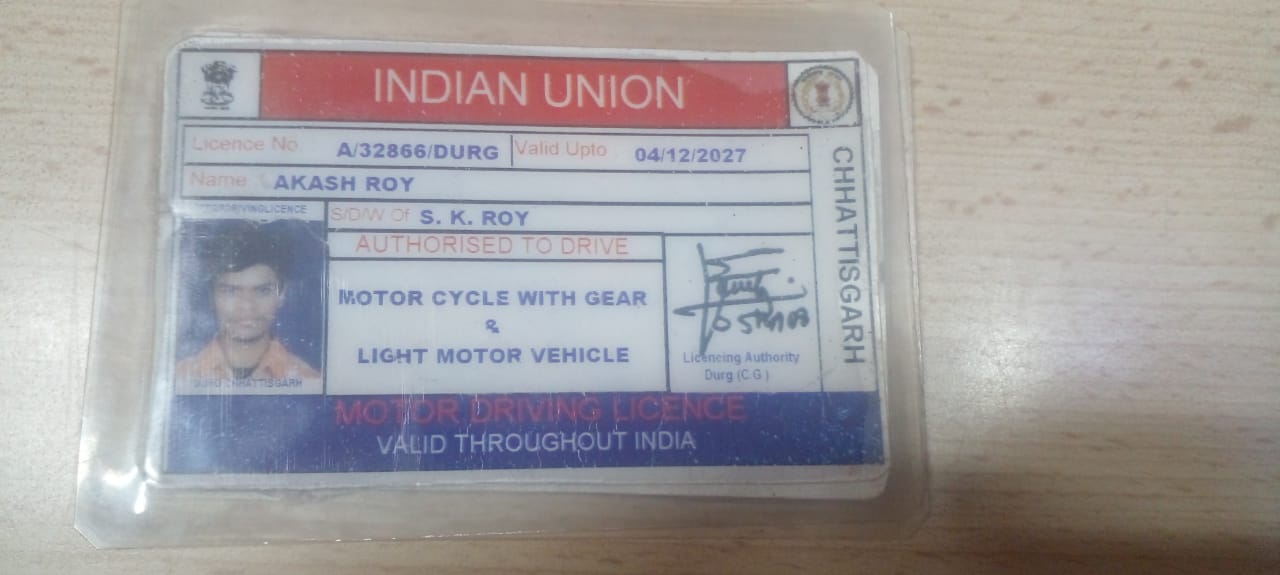 INDIAN UNION
Licence No A/32866/DURG Valid Upto 04/12/2027
Name AKASH ROY
S/D/W Of S. K. ROY
AUTHORISED TO DRIVE
MOTOR CYCLE WITH GEAR
&
LIGHT MOTOR VEHICLE
Licencing Authority
Durg (C.G.)
CHHATTISGARH
DURG CHHATTISGARH
MOTOR DRIVING LICENCE
VALID THROUGHOUT INDIA